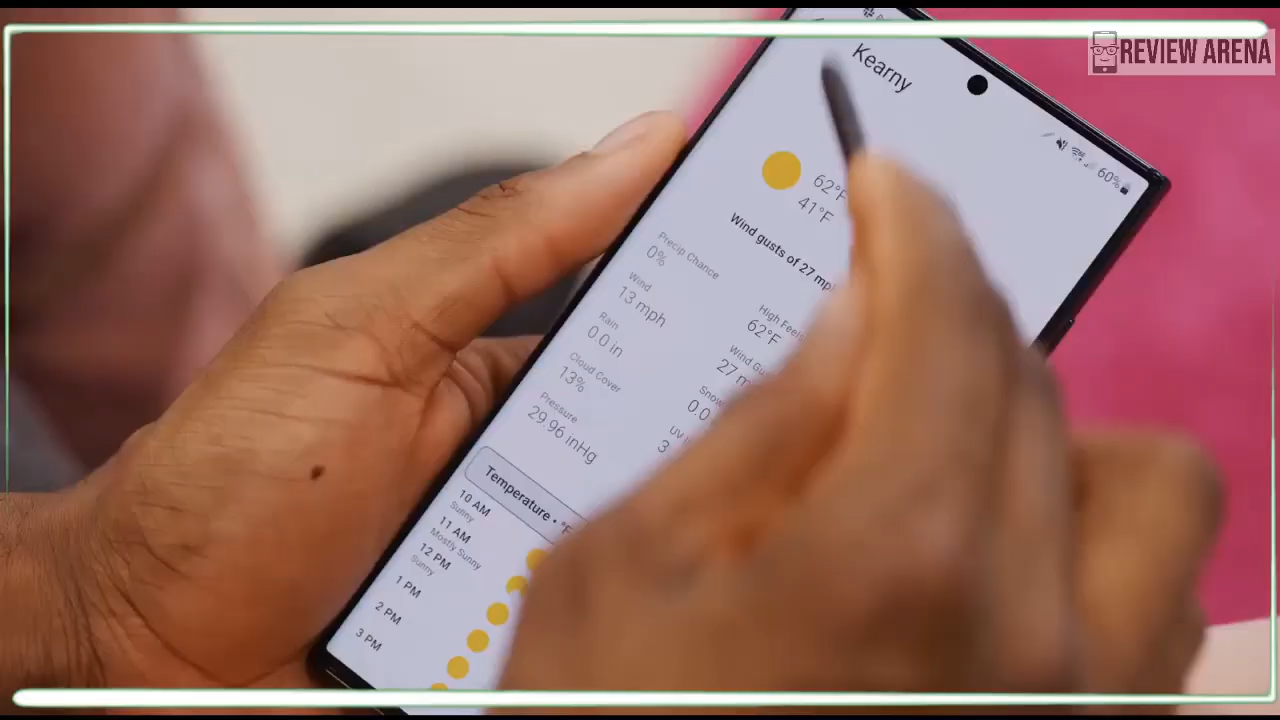 REVIEW ARENA
Kearny
60%
62°F
41°F
Wind gusts of 27
Precip Chance
0%
High Feels
62°F
Wind
13 mph
Wind
27
Rain
0.0 in
0.0
Cloud Cover
13%
3
Pressure
29.96 inHg
Temperature •
10 AM
Sunny
11 AM
Mostly Sunny
12 PM
Sunny
1 PM
2 PM
3 PM